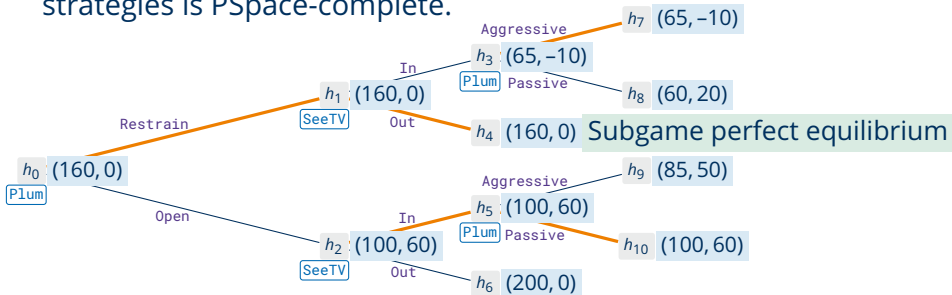 strategies is PSpace-complete.
Aggressive
h7 (65, –10)
In
h3 (65, –10)
Plum Passive
h8 (60, 20)
h1 (160, 0)
SeeTV Out
Restrain
h4 (160, 0) Subgame perfect equilibrium
h0 (160, 0)
Plum
Aggressive
h9 (85, 50)
Open
In
h5 (100, 60)
Plum Passive
h10 (100, 60)
h2 (100, 60)
SeeTV Out
h6 (200, 0)